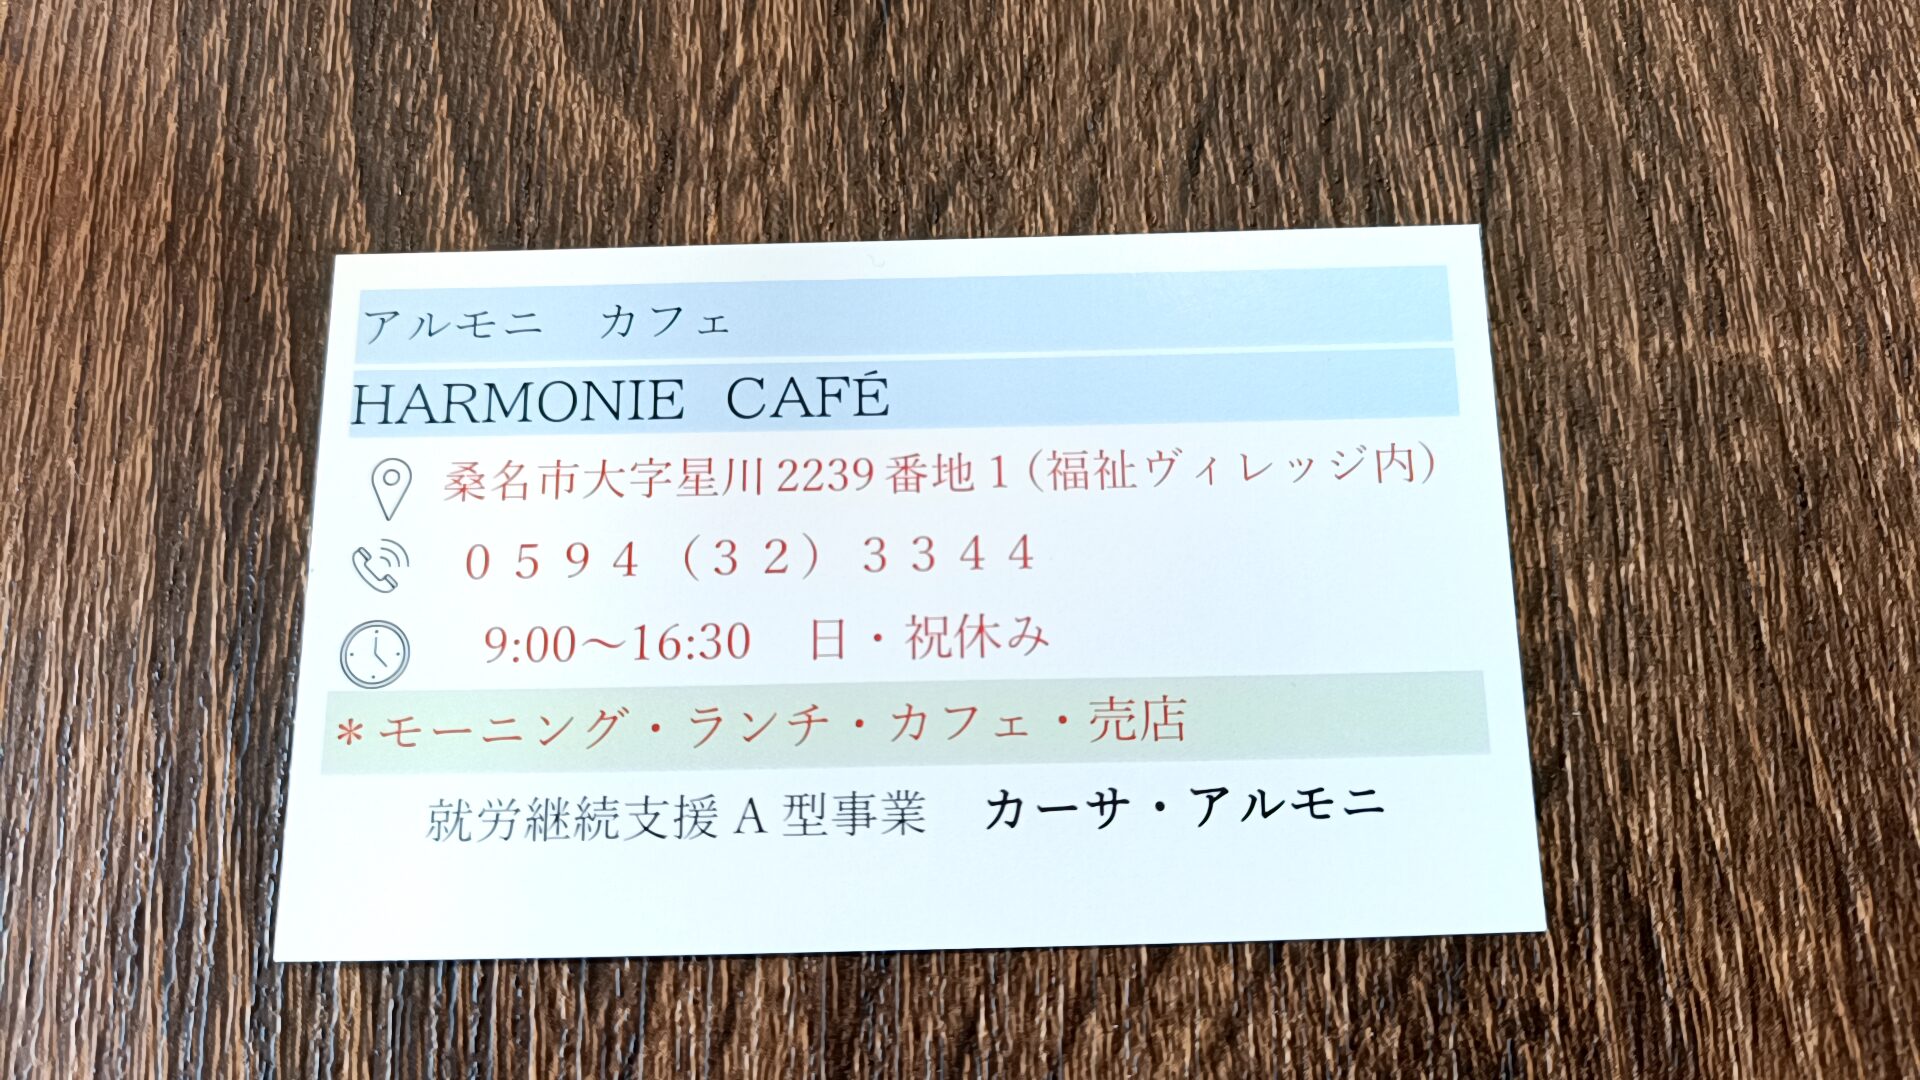 アルモニ　カフェ
HARMONIE CAFÉ
桑名市大字星川2239番地1(福祉ヴィレッジ内)
０５９４（３２）３３４４
9:00～16:30　日・祝休み
＊モーニング・ランチ・カフェ・売店
就労継続支援A型事業　カーサ・アルモニ